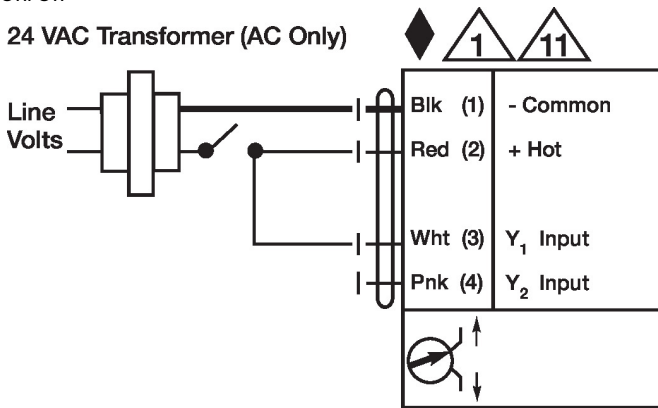 24 VAC Transformer (AC Only)
1
11
Line
Volts
Blk (1) - Common
Red (2) + Hot
Wht (3) Y1 Input
Pnk (4) Y2 Input